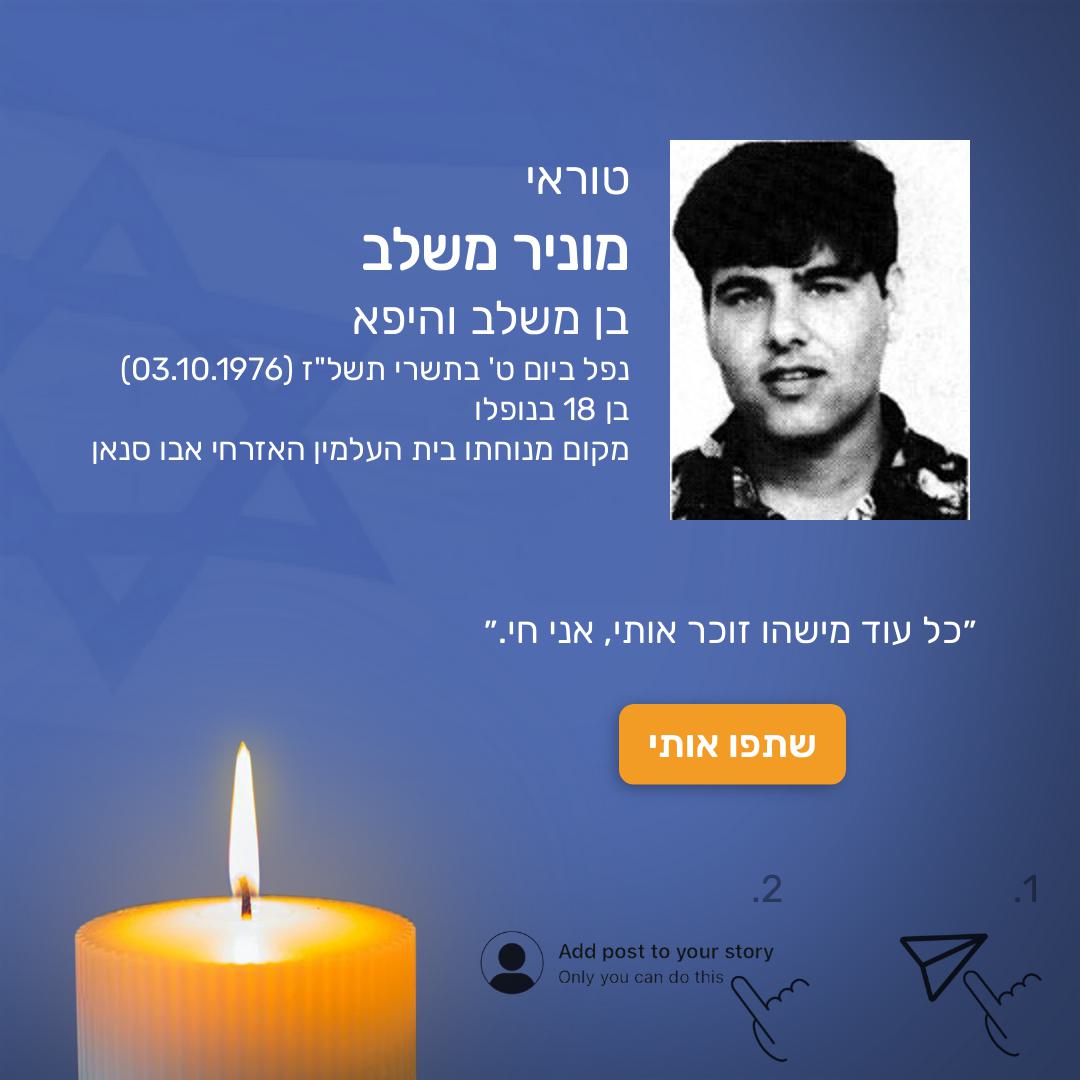 טוראי
מוניר משלב
בן משלב והיפא
נפל ביום ט' בתשרי תשל"ז (03.10.1976)
בן 18 בנופלו
מקום מנוחתו בית העלמין האזרחי אבו סנאן
״כל עוד מישהו זוכר אותי, אני חי.״
שתפו אותי
1.
2.
Add post to your story
Only you can do this